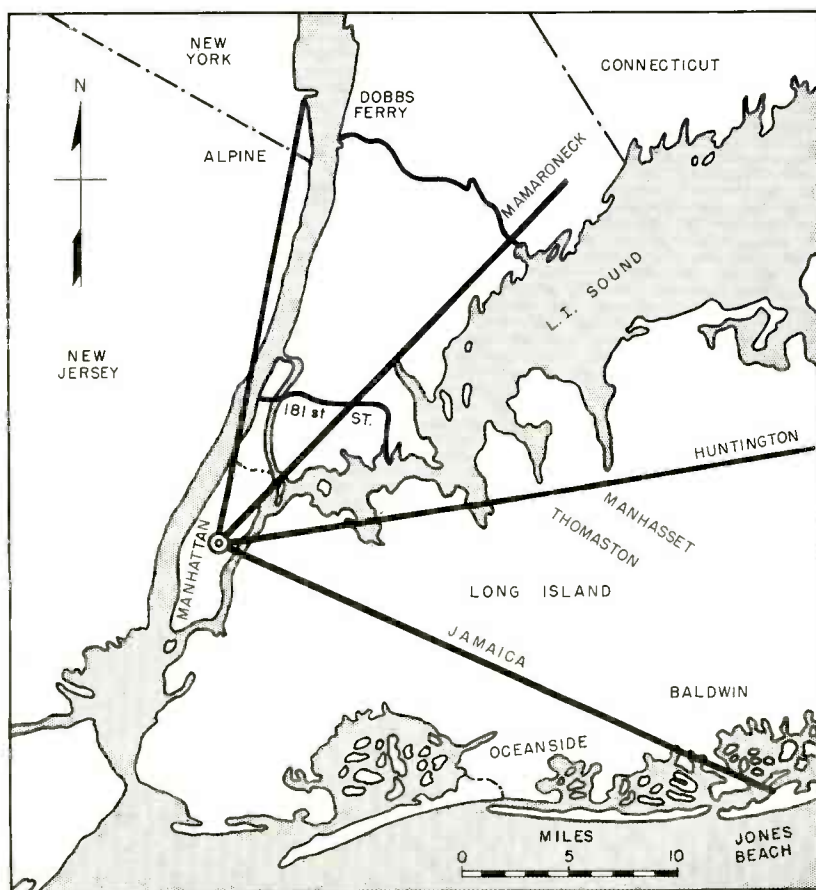 NEW
YORK
CONNECTICUT
N
DOBBS
FERRY
ALPINE
MAMARONECK
L.I. SOUND
NEW
JERSEY
181st ST.
HUNTINGTON
MANHASSET
THOMASTON
MANHATTAN
LONG ISLAND
JAMAICA
BALDWIN
OCEANSIDE
MILES
JONES
BEACH
0 5 10